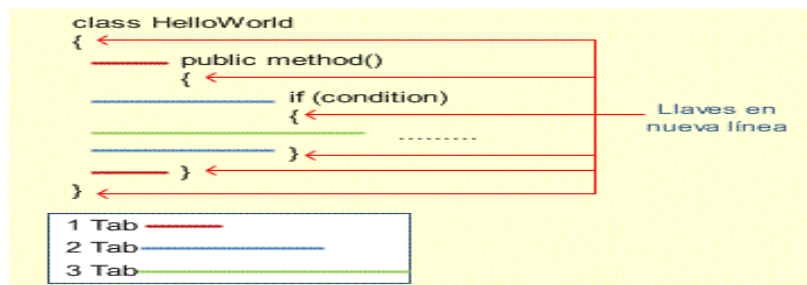 class HelloWorld
{
public method()
{
if (condition)
{
Llaves en
nueva línea
.........
}
}
}
1 Tab
2 Tab
3 Tab